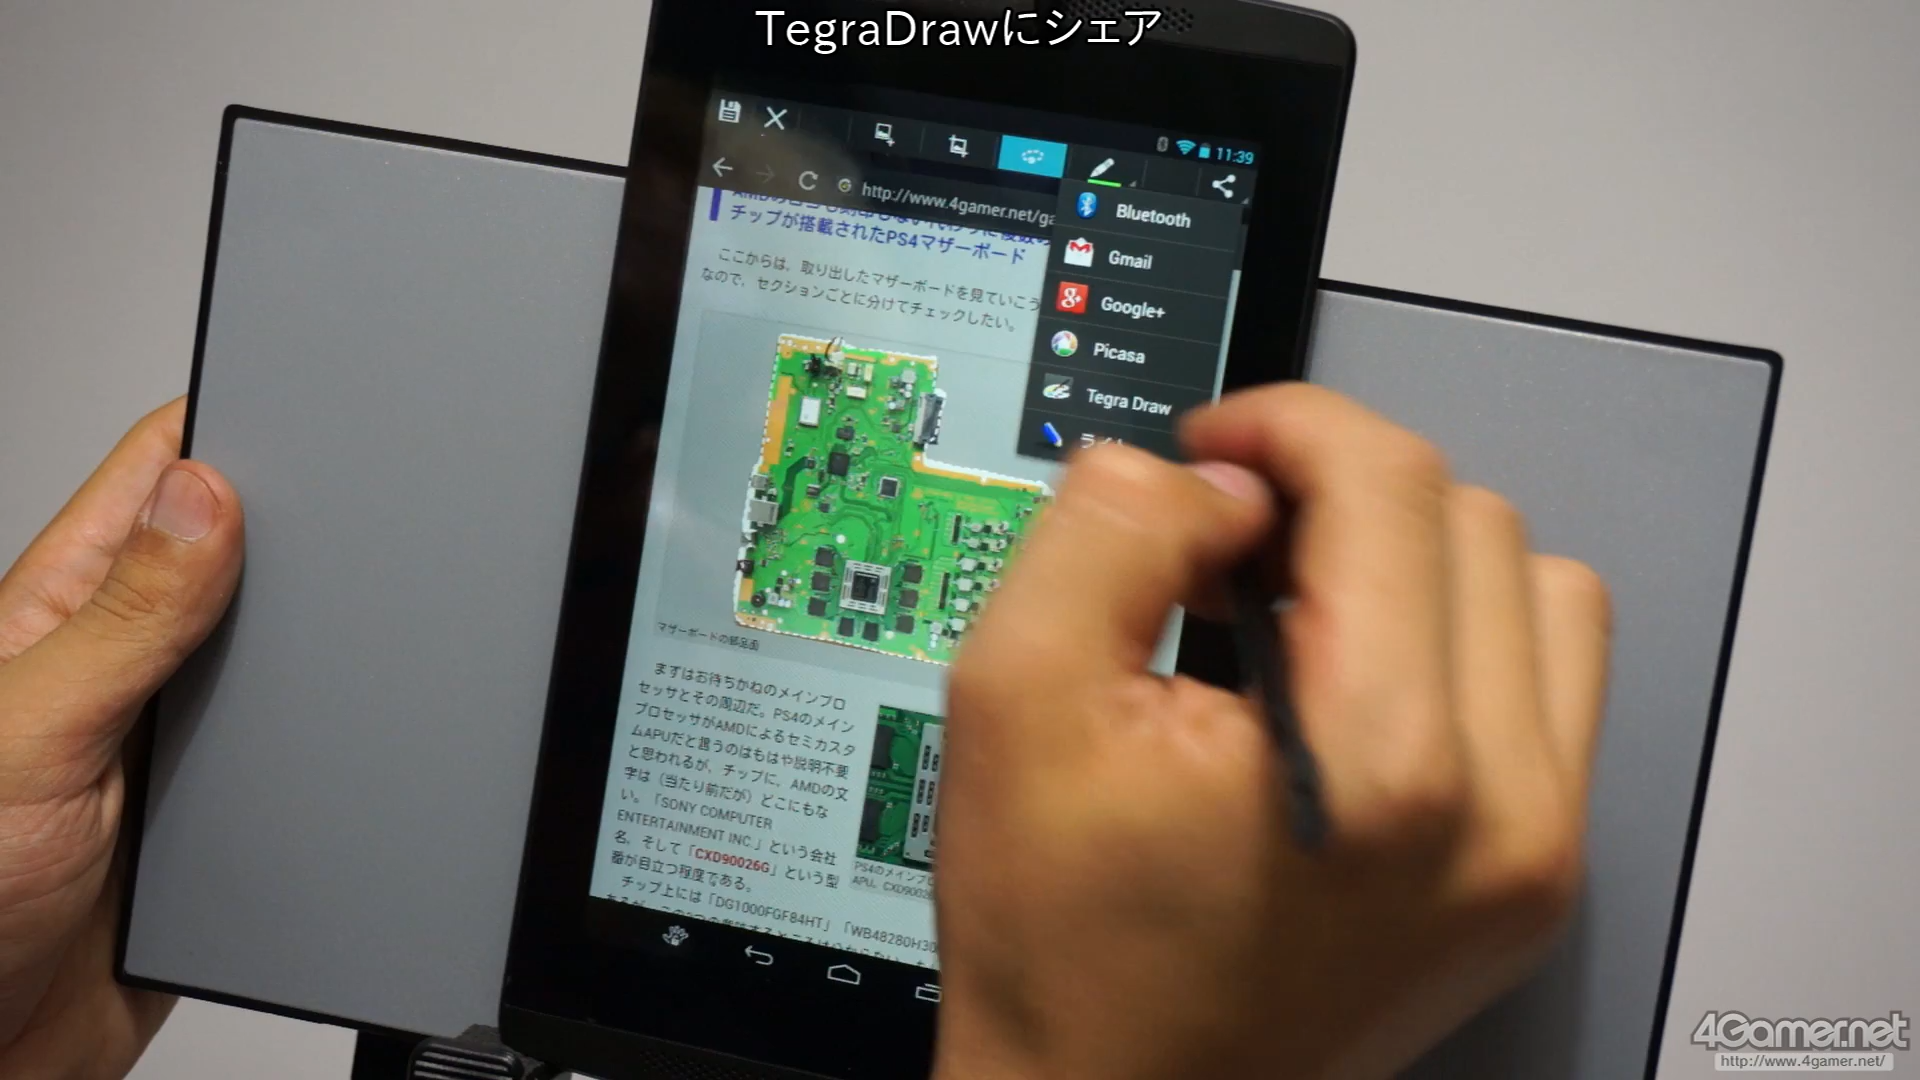 TegraDrawにシェア
11:39
http://www.4gamer.net/ga
チップが搭載されたPS4マザーボード
ここからは，取り出したマザーボードを見ていこう
なので，セクションごとに分けてチェックしたい。
Bluetooth
Gmail
Google+
Picasa
Tegra Draw
マザーボードの部品面
まずはお待ちかねのメインプロ
セッサとその周辺だ。PS4のメイン
プロセッサがAMDによるセミカスタ
ムAPUだと言うのはもはや説明不要
と思われるが，チップに，AMDの文
字は（当たり前だが）どこにもな
い。「SONY COMPUTER
ENTERTAINMENT INC.」という会社
名，そして「CXD90026G」という型
番が目立つ程度である。
チップ上には「DG1000FGF84HT」「WB48280H30
PS4のメインプロ
APU，CXD90026
4Gamer.net
http://www.4gamer.net/